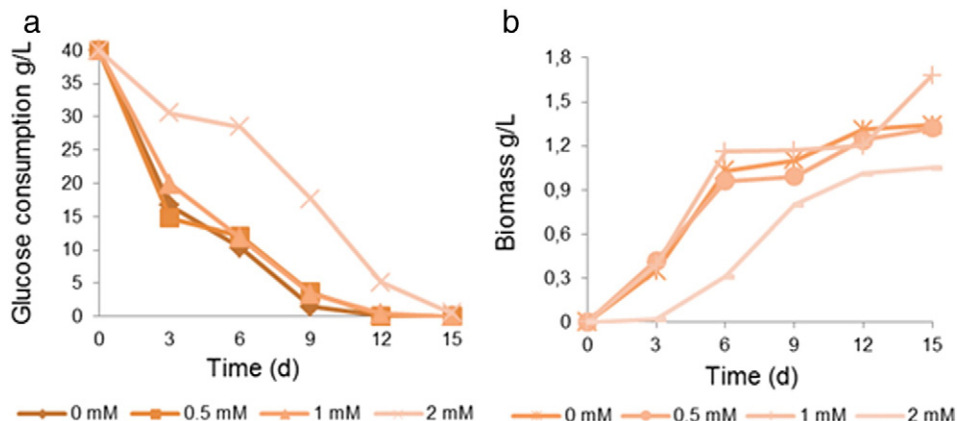 a
Glucose consumption g/L
40
35
30
25
20
15
10
5
0
0 3 6 9 12 15
Time (d)
0 mM 0.5 mM 1 mM 2 mM
b
Biomass g/L
1,8
1,5
1,2
0,9
0,6
0,3
0
0 3 6 9 12 15
Time (d)
0 mM 0.5 mM 1 mM 2 mM